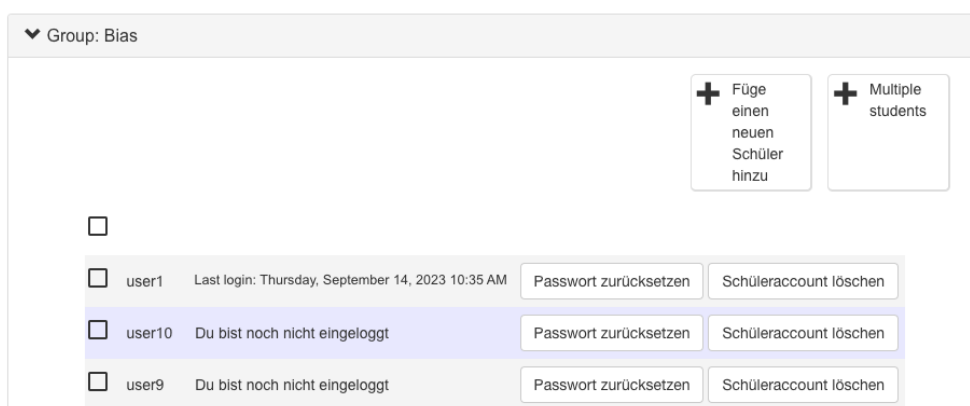 Group: Bias
Füge
einen
neuen
Schüler
hinzu
Multiple
students
user1 Last login: Thursday, September 14, 2023 10:35 AM Passwort zurücksetzen Schüleraccount löschen
user10 Du bist noch nicht eingeloggt Passwort zurücksetzen Schüleraccount löschen
user9 Du bist noch nicht eingeloggt Passwort zurücksetzen Schüleraccount löschen